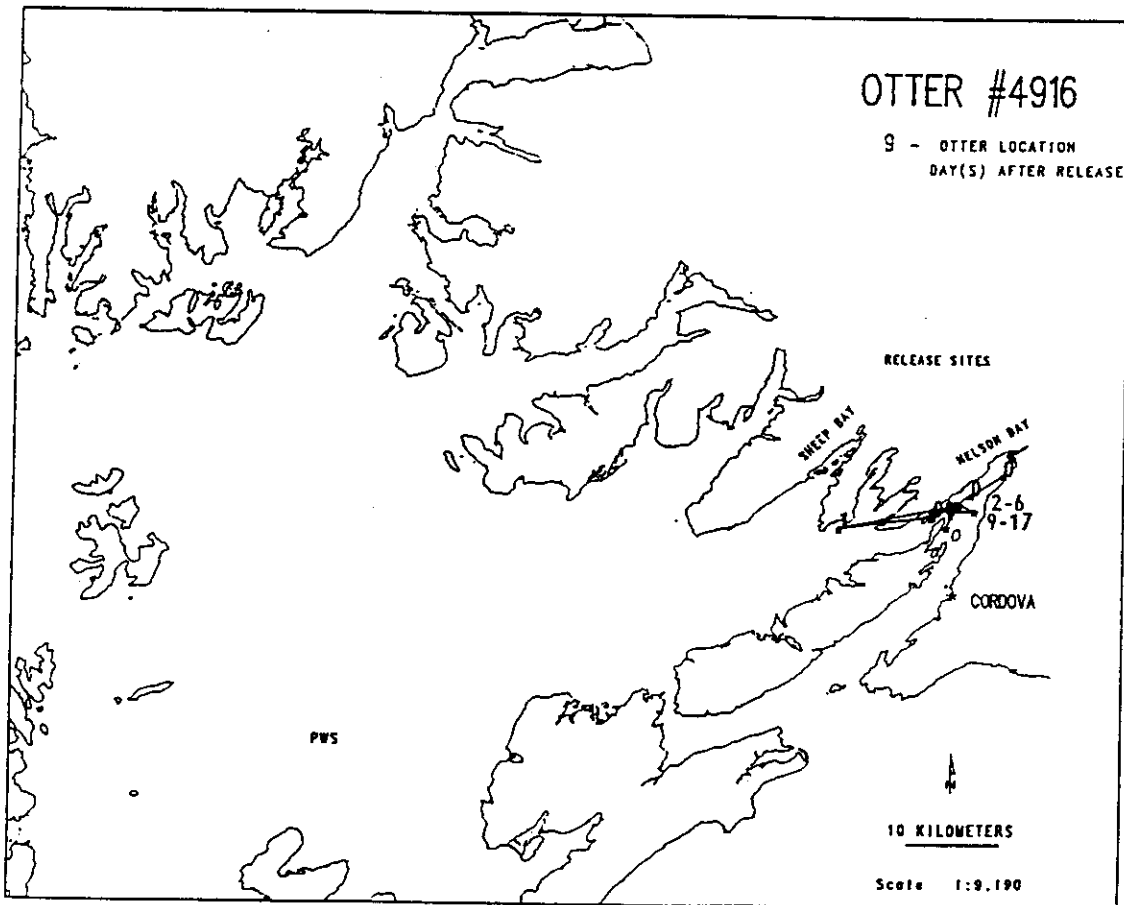 OTTER #4916
9 - OTTER LOCATION
DAY(S) AFTER RELEASE
RELEASE SITES
SHEEP BAY
NELSON BAY
2-6
9-17
CORDOVA
PWS
10 KILOMETERS
Scale 1:9,190